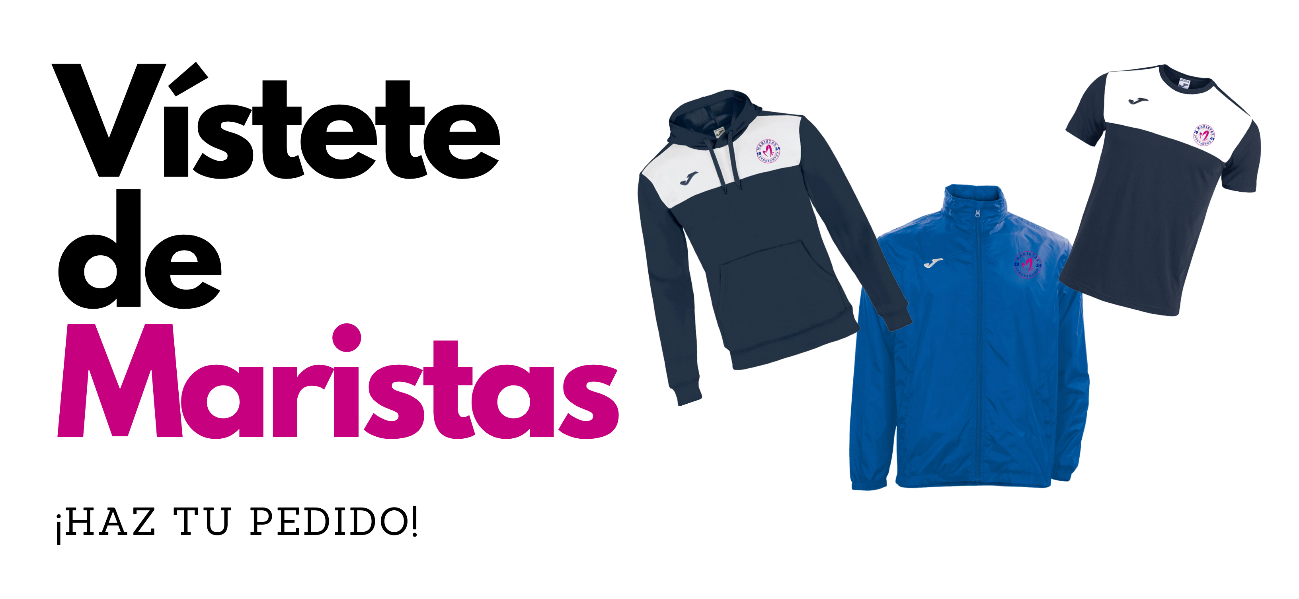 Vístete
de
Maristas
¡HAZ TU PEDIDO!